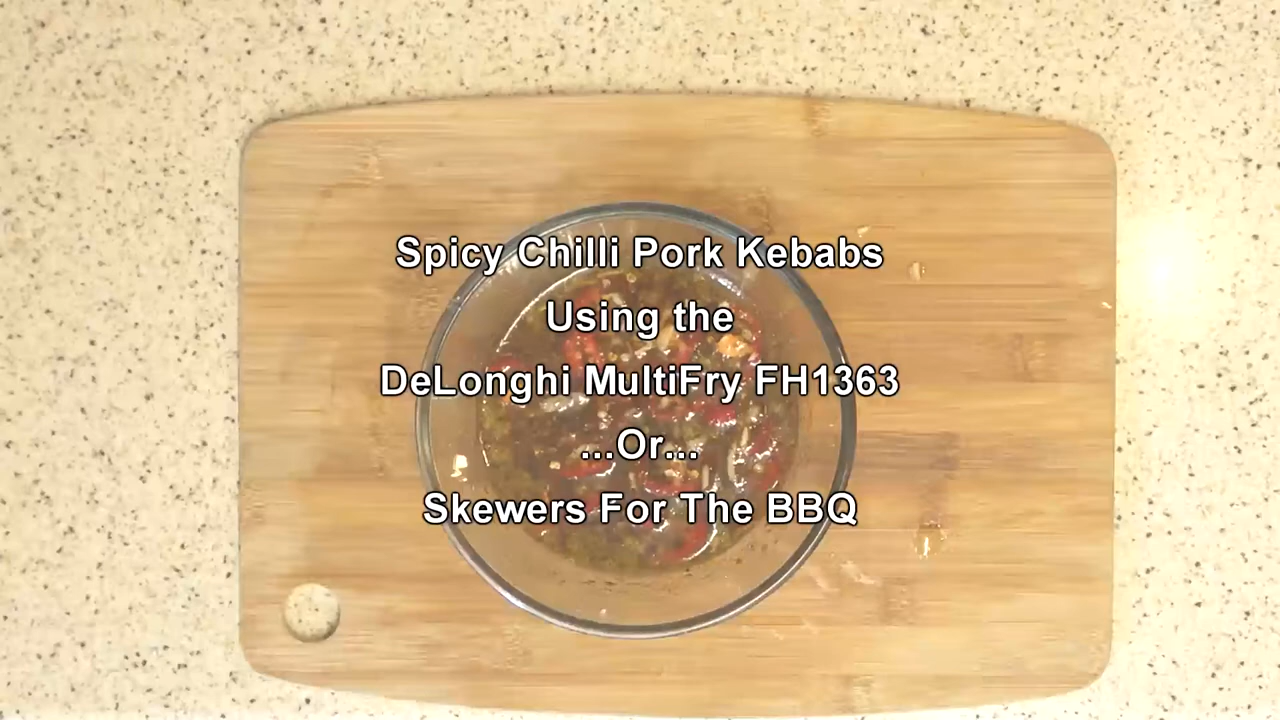 Spicy Chilli Pork Kebabs
Using the
DeLonghi MultiFry FH1363
...Or...
Skewers For The BBQ